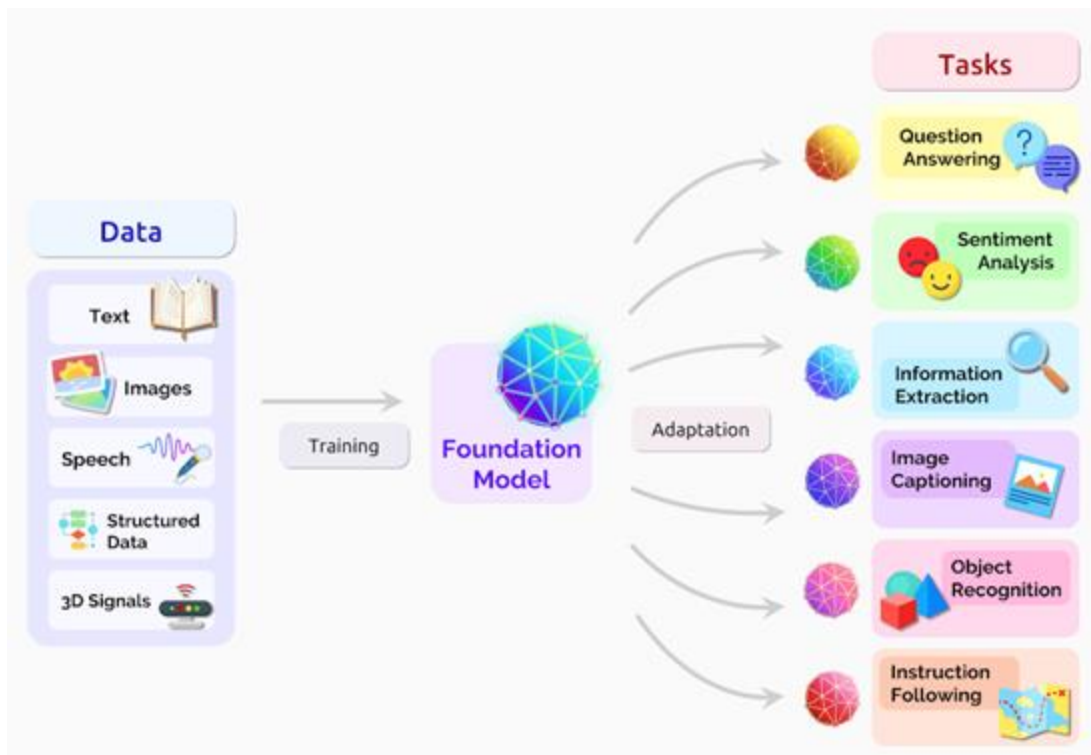 Data
Text
Images
Speech
Structured
Data
3D Signals
Training
Foundation
Model
Adaptation
Tasks
Question
Answering
?
Sentiment
Analysis
Information
Extraction
Image
Captioning
Object
Recognition
Instruction
Following